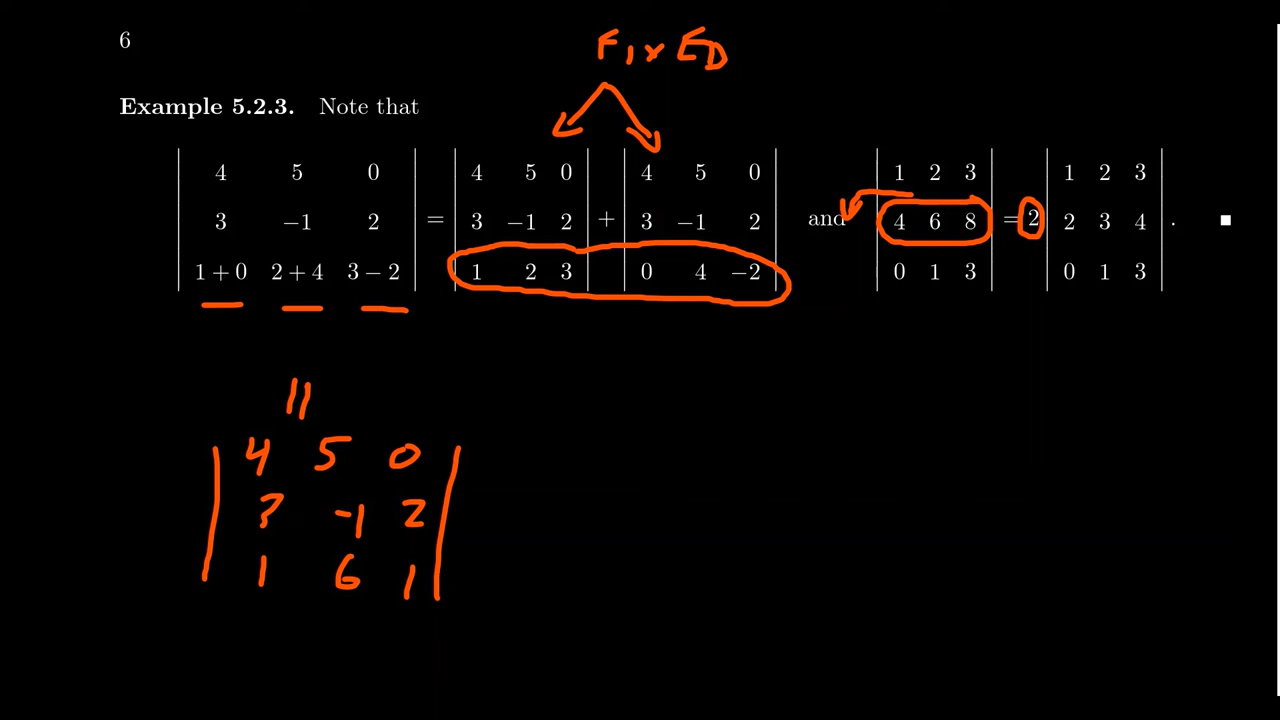 6
FIxED
Example 5.2.3. Note that
| 4 5 0 | | 4 5 0 | | 4 5 0 | | 1 2 3 | | 1 2 3 |
| 3 −1 2 | = | 3 −1 2 | + | 3 −1 2 | and | 4 6 8 | = 2 | 2 3 4 | . ■
| 1 + 0 2 + 4 3 − 2 | | 1 2 3 | | 0 4 −2 | | 0 1 3 | | 0 1 3 |
||
| 4 5 0 |
| 3 -1 2 |
| 1 6 1 |